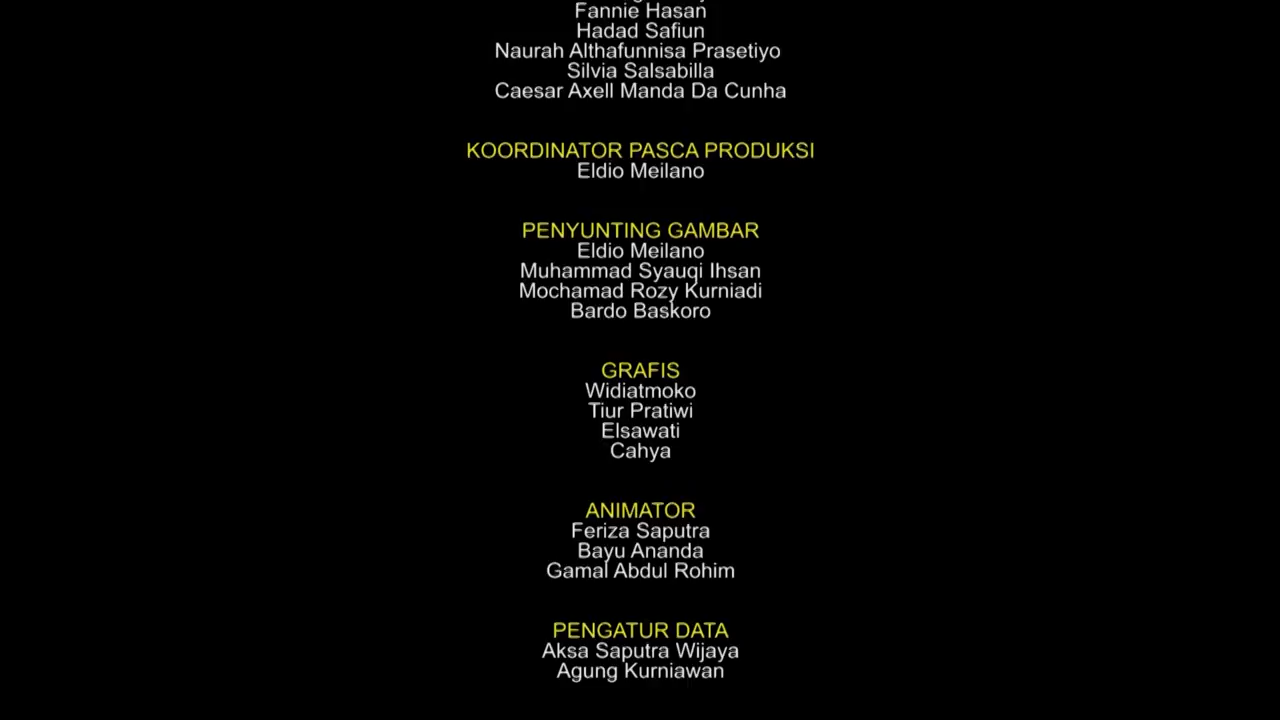 Fannie Hasan
Hadad Safiun
Naurah Althafunnisa Prasetiyo
Silvia Salsabilla
Caesar Axell Manda Da Cunha
KOORDINATOR PASCA PRODUKSI
Eldio Meilano
PENYUNTING GAMBAR
Eldio Meilano
Muhammad Syauqi Ihsan
Mochamad Rozy Kurniadi
Bardo Baskoro
GRAFIS
Widiatmoko
Tiur Pratiwi
Elsawati
Cahya
ANIMATOR
Feriza Saputra
Bayu Ananda
Gamal Abdul Rohim
PENGATUR DATA
Aksa Saputra Wijaya
Agung Kurniawan